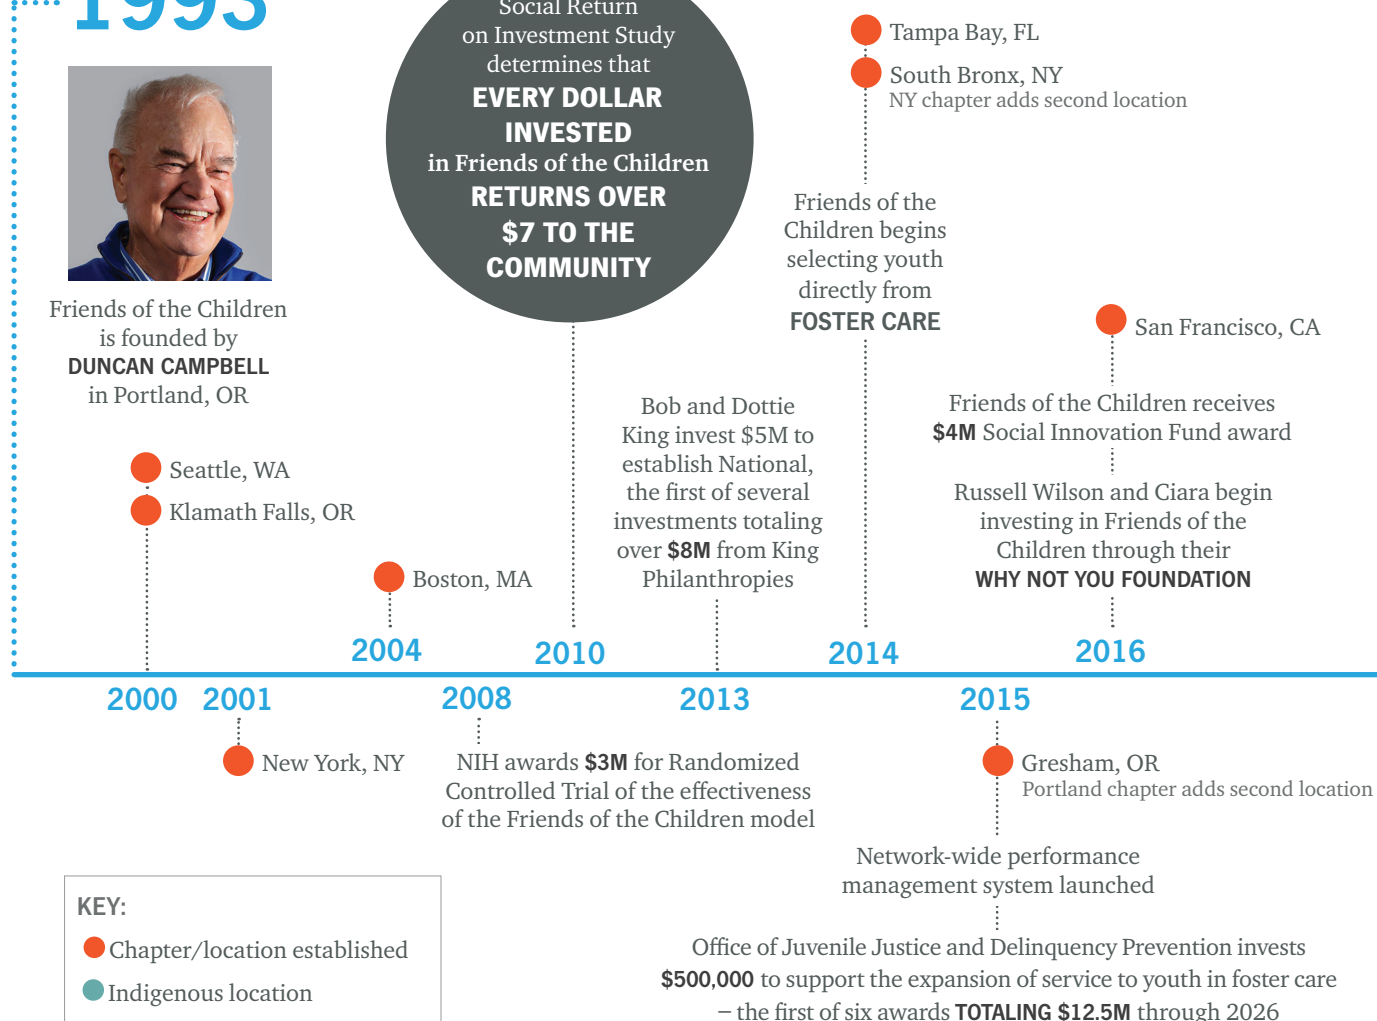 1993
Friends of the Children
is founded by
DUNCAN CAMPBELL
in Portland, OR
Seattle, WA
Klamath Falls, OR
Boston, MA
Social Return
on Investment Study
determines that
EVERY DOLLAR
INVESTED
in Friends of the Children
RETURNS OVER
$7 TO THE
COMMUNITY
Bob and Dottie
King invest $5M to
establish National,
the first of several
investments totaling
over $8M from King
Philanthropies
Tampa Bay, FL
South Bronx, NY
NY chapter adds second location
Friends of the
Children begins
selecting youth
directly from
FOSTER CARE
San Francisco, CA
Friends of the Children receives
$4M Social Innovation Fund award
Russell Wilson and Ciara begin
investing in Friends of the
Children through their
WHY NOT YOU FOUNDATION
2004
2010
2014
2016
2000
2001
2008
2013
2015
New York, NY
NIH awards $3M for Randomized
Controlled Trial of the effectiveness
of the Friends of the Children model
Gresham, OR
Portland chapter adds second location
Network-wide performance
management system launched
Office of Juvenile Justice and Delinquency Prevention invests
$500,000 to support the expansion of service to youth in foster care
– the first of six awards TOTALING $12.5M through 2026
KEY:
Chapter/location established
Indigenous location